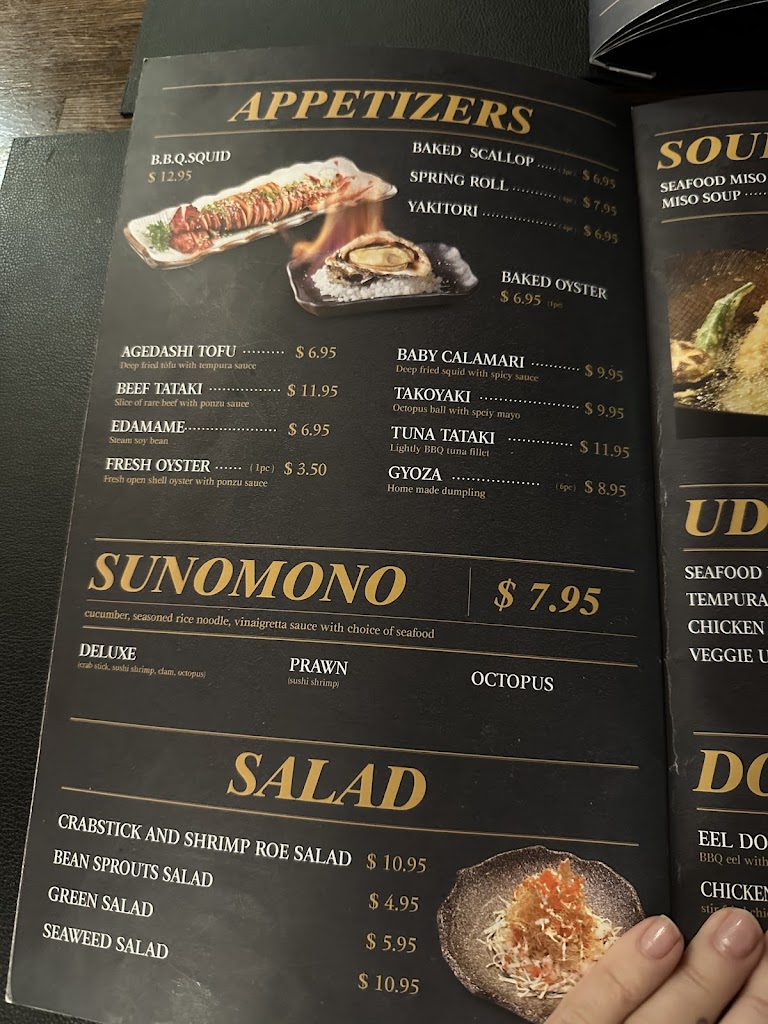 APPETIZERS
B.B.Q.SQUID
$ 12.95
BAKED SCALLOP ..... $ 6.95
SPRING ROLL ............... $ 7.95
YAKITORI ................... $ 6.95
BAKED OYSTER
$ 6.95 (1pc)
AGEDASHI TOFU ......... $ 6.95
Deep fried tofu with tempura sauce
BEEF TATAKI ............... $ 11.95
Slice of rare beef with ponzu sauce
EDAMAME................... $ 6.95
Steam soy bean
FRESH OYSTER ...... (1pc) $ 3.50
Fresh open shell oyster with ponzu sauce
BABY CALAMARI .......... $ 9.95
Deep fried squid with spicy sauce
TAKOYAKI .................... $ 9.95
Octopus ball with speiy mayo
TUNA TATAKI ............. $ 11.95
Lightly BBQ tuna fillet
GYOZA .................. (6pc) $ 8.95
Home made dumpling
SUNOMONO $ 7.95
cucumber, seasoned rice noodle, vinaigretta sauce with choice of seafood
DELUXE
(crab stick, sushi shrimp, clam, octopus)
PRAWN
(sushi shrimp)
OCTOPUS
SALAD
CRABSTICK AND SHRIMP ROE SALAD $ 10.95
BEAN SPROUTS SALAD $ 4.95
GREEN SALAD $ 5.95
SEAWEED SALAD $ 10.95
SOU
SEAFOOD MISO
MISO SOUP .....
UD
SEAFOOD
TEMPURA
CHICKEN
VEGGIE U
DO
EEL DO
BBQ eel with
CHICKEN